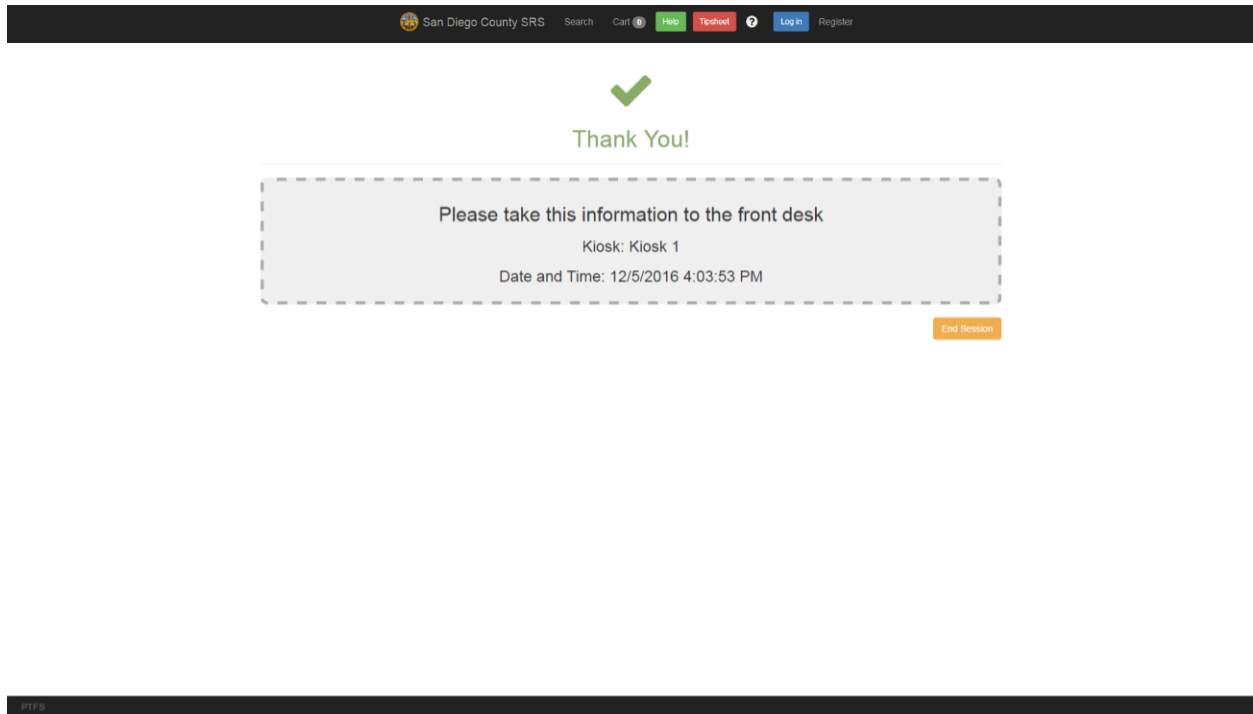 San Diego County SRS Search Cart 0 Help Tipsheet ? Log in Register
Thank You!
Please take this information to the front desk
Kiosk: Kiosk 1
Date and Time: 12/5/2016 4:03:53 PM
End Session
PTFS